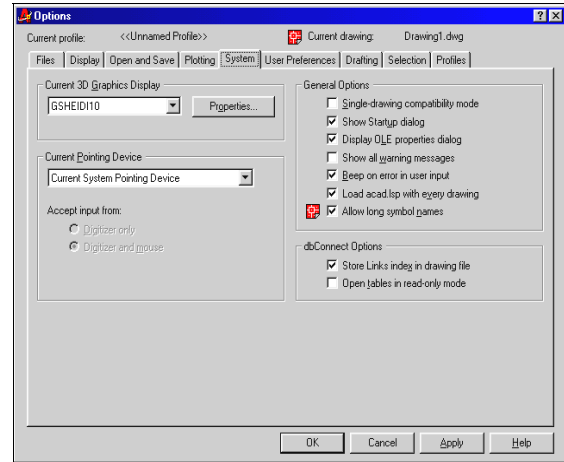 Options
Current profile: <<Unnamed Profile>> Current drawing: Drawing1.dwg
Files Display Open and Save Plotting System User Preferences Drafting Selection Profiles
Current 3D Graphics Display
GSHEIDI10 Properties...
Current Pointing Device
Current System Pointing Device
Accept input from:
Digitizer only
Digitizer and mouse
General Options
Single-drawing compatibility mode
Show Startup dialog
Display OLE properties dialog
Show all warning messages
Beep on error in user input
Load acad.lsp with every drawing
Allow long symbol names
dbConnect Options
Store Links index in drawing file
Open tables in read-only mode
OK Cancel Apply Help